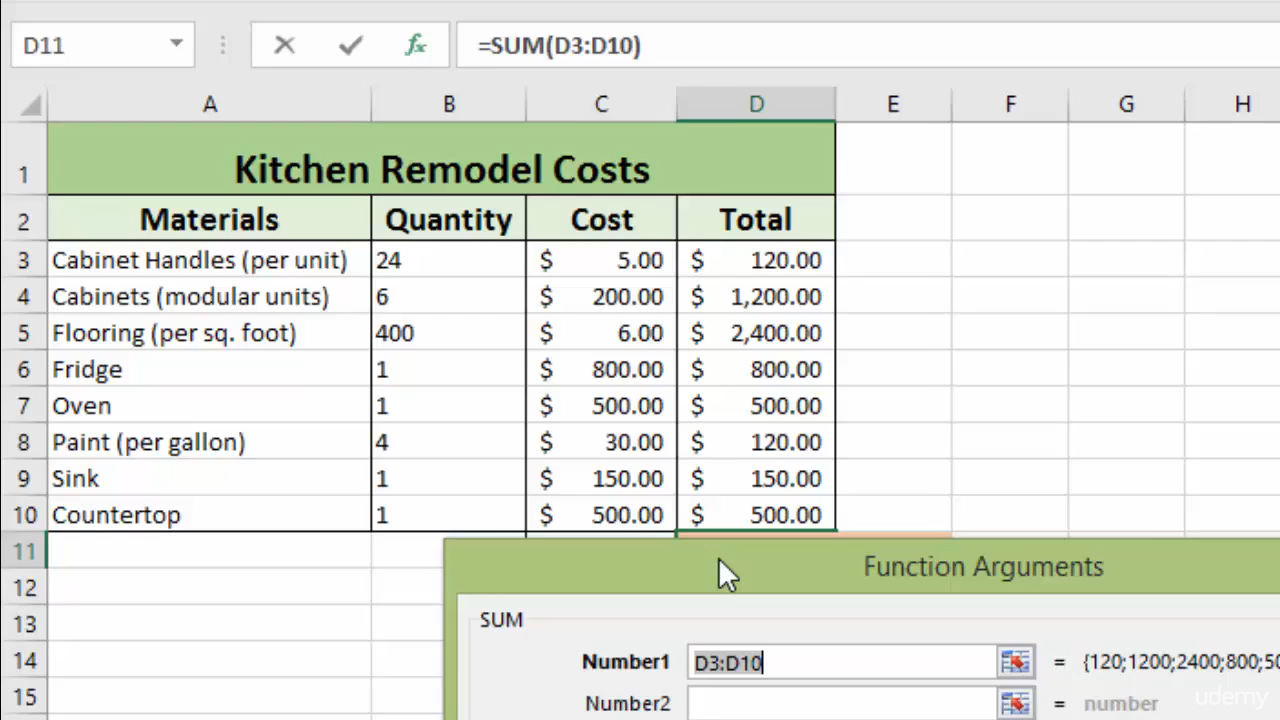 D11 fx =SUM(D3:D10)
A B C D E F G H
1 Kitchen Remodel Costs
2 Materials Quantity Cost Total
3 Cabinet Handles (per unit) 24 $ 5.00 $ 120.00
4 Cabinets (modular units) 6 $ 200.00 $ 1,200.00
5 Flooring (per sq. foot) 400 $ 6.00 $ 2,400.00
6 Fridge 1 $ 800.00 $ 800.00
7 Oven 1 $ 500.00 $ 500.00
8 Paint (per gallon) 4 $ 30.00 $ 120.00
9 Sink 1 $ 150.00 $ 150.00
10 Countertop 1 $ 500.00 $ 500.00
11
Function Arguments
12
SUM
13
14 Number1 D3:D10 = {120;1200;2400;800;50
15 Number2 = number
udemy